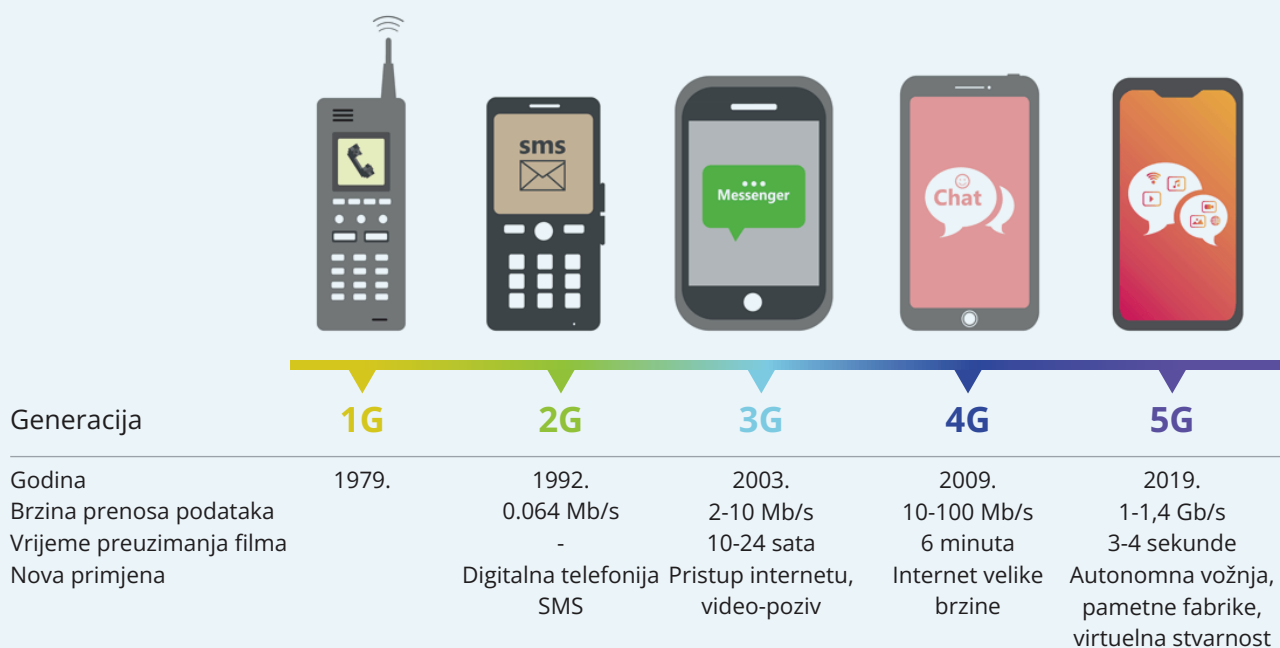 sms
Messenger
Chat
Generacija 1G 2G 3G 4G 5G
Godina 1979. 1992. 2003. 2009. 2019.
Brzina prenosa podataka 0.064 Mb/s 2-10 Mb/s 10-100 Mb/s 1-1,4 Gb/s
Vrijeme preuzimanja filma - 10-24 sata 6 minuta 3-4 sekunde
Nova primjena Digitalna telefonija Pristup internetu, Internet velike Autonomna vožnja,
SMS video-poziv brzine pametne fabrike,
virtuelna stvarnost